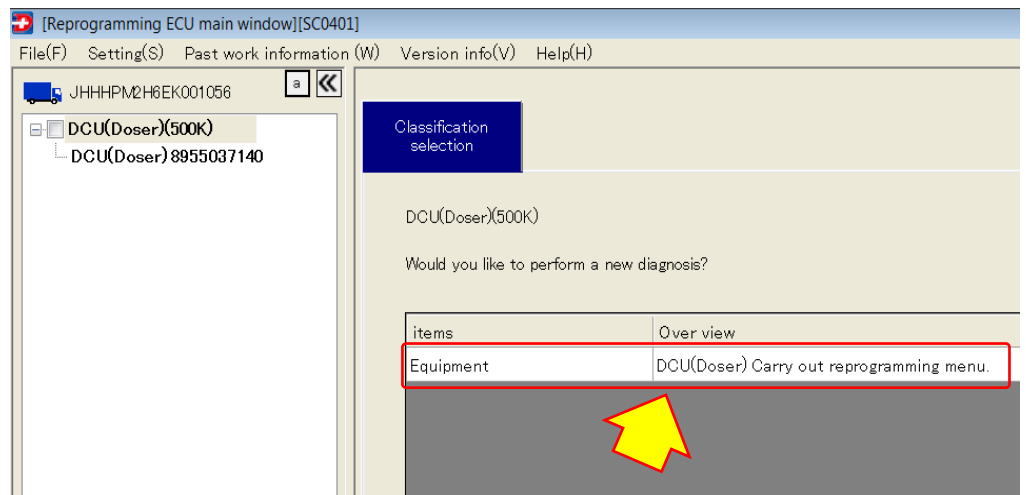 [Reprogramming ECU main window][SC0401]
File(F) Setting(S) Past work information (W) Version info(V) Help(H)
JHHHPM2H6EK001056 a
DCU(Doser)(500K)
DCU(Doser) 8955037140
Classification
selection
DCU(Doser)(500K)
Would you like to perform a new diagnosis?
items Over view
Equipment DCU(Doser) Carry out reprogramming menu.